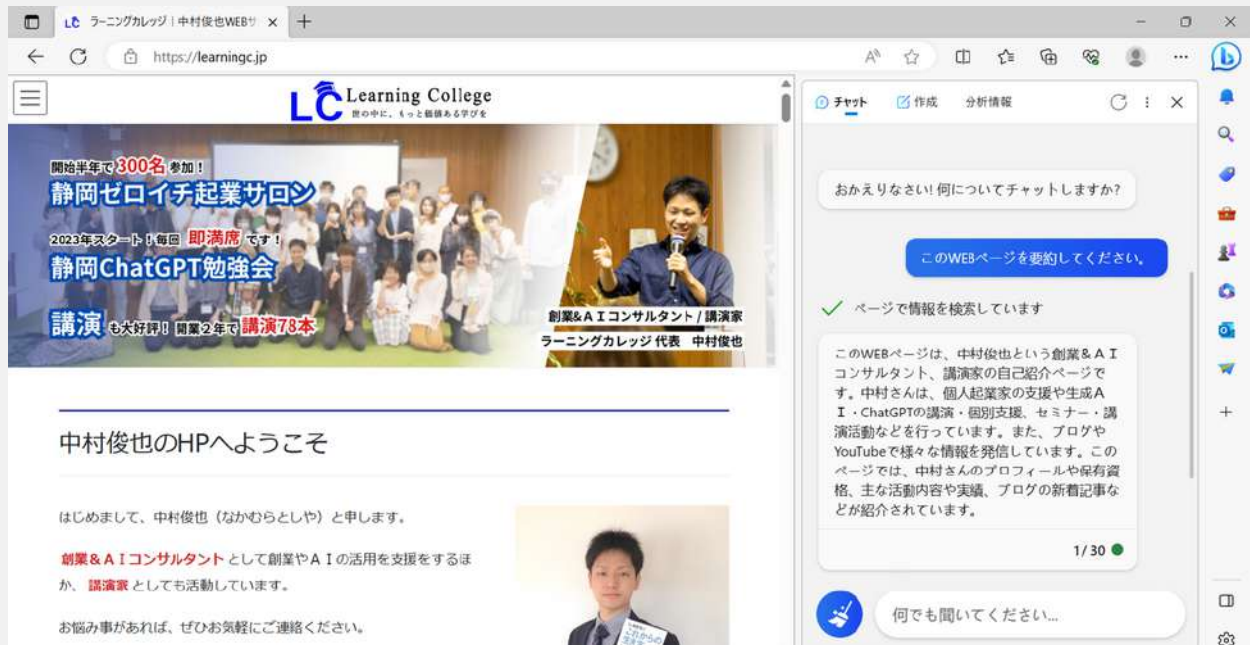 ラーニングカレッジ | 中村俊也WEBサ
https://learningc.jp
LC Learning College
世の中に、もっと価値ある学びを
開始半年で300名参加！
静岡ゼロイチ起業サロン
2023年スタート！毎回 即満席 です！
静岡ChatGPT勉強会
講演 も大好評！ 開業２年で 講演78本
創業&ＡＩコンサルタント / 講演家
ラーニングカレッジ 代表 中村俊也
中村俊也のHPへようこそ
はじめまして、中村俊也（なかむらとしや）と申します。
創業＆ＡＩコンサルタント として創業やＡＩの活用を支援をするほ
か、 講演家 としても活動しています。
お悩み事があれば、ぜひお気軽にご連絡ください。
これからの
チャット 作成 分析情報
おかえりなさい! 何についてチャットしますか?
このWEBページを要約してください。
ページで情報を検索しています
このWEBページは、中村俊也という創業＆ＡＩ
コンサルタント、講演家の自己紹介ページで
す。中村さんは、個人起業家の支援や生成Ａ
Ｉ・ChatGPTの講演・個別支援、セミナー・講
演活動などを行っています。また、ブログや
YouTubeで様々な情報を発信しています。この
ページでは、中村さんのプロフィールや保有資
格、主な活動内容や実績、ブログの新着記事な
どが紹介されています。
1/30
何でも聞いてください...